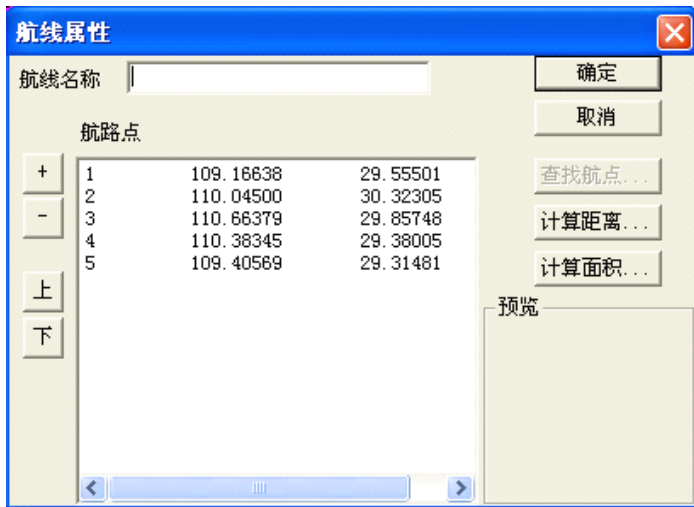 航线属性
航线名称
确定
取消
航路点
+
-
上
下
1 109.16638 29.55501
2 110.04500 30.32305
3 110.66379 29.85748
4 110.38345 29.38005
5 109.40569 29.31481
查找航点...
计算距离...
计算面积...
预览